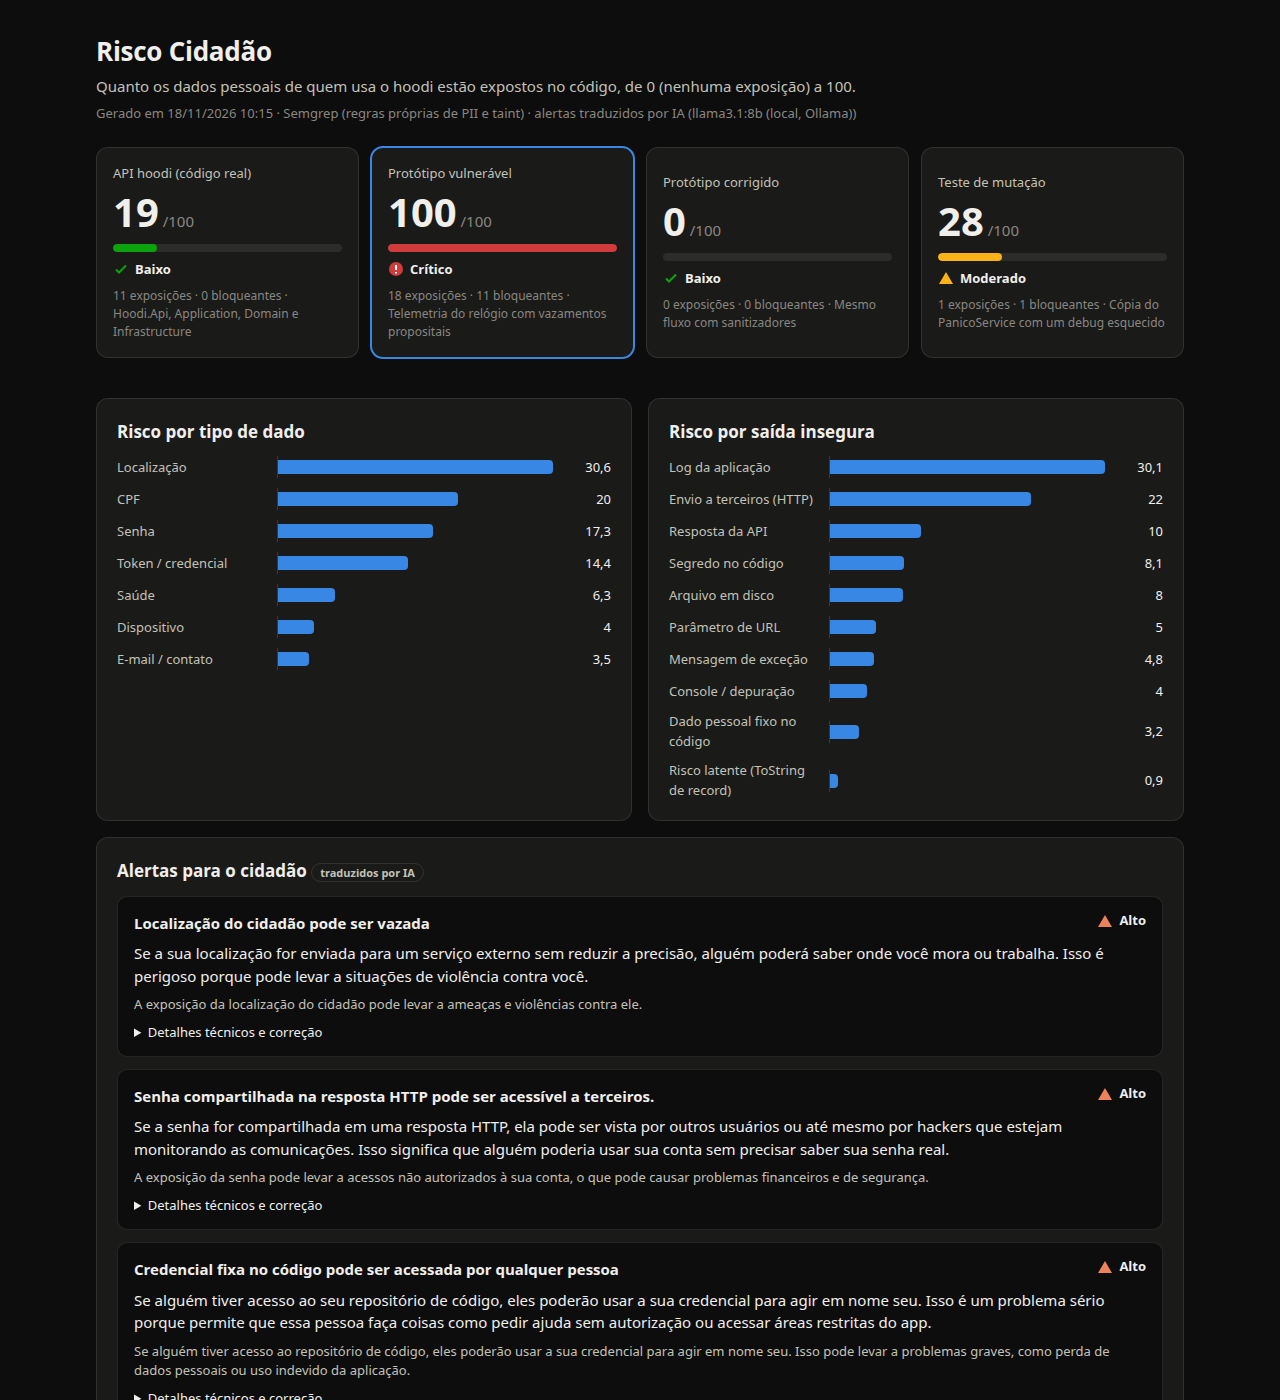 Risco Cidadão
Quanto os dados pessoais de quem usa o hoodi estão expostos no código, de 0 (nenhuma exposição) a 100.
Gerado em 18/11/2026 10:15 · Semgrep (regras próprias de PII e taint) · alertas traduzidos por IA (llama3.1:8b (local, Ollama))
API hoodi (código real)
19 /100
Baixo
11 exposições · 0 bloqueantes ·
Hoodi.Api, Application, Domain e
Infrastructure
Protótipo vulnerável
100 /100
Crítico
18 exposições · 11 bloqueantes ·
Telemetria do relógio com vazamentos
propositais
Protótipo corrigido
0 /100
Baixo
0 exposições · 0 bloqueantes · Mesmo
fluxo com sanitizadores
Teste de mutação
28 /100
Moderado
1 exposições · 1 bloqueantes · Cópia do
PanicoService com um debug esquecido
Risco por tipo de dado
Localização 30,6
CPF 20
Senha 17,3
Token / credencial 14,4
Saúde 6,3
Dispositivo 4
E-mail / contato 3,5
Risco por saída insegura
Log da aplicação 30,1
Envio a terceiros (HTTP) 22
Resposta da API 10
Segredo no código 8,1
Arquivo em disco 8
Parâmetro de URL 5
Mensagem de exceção 4,8
Console / depuração 4
Dado pessoal fixo no
código 3,2
Risco latente (ToString
de record) 0,9
Alertas para o cidadão traduzidos por IA
Localização do cidadão pode ser vazada Alto
Se a sua localização for enviada para um serviço externo sem reduzir a precisão, alguém poderá saber onde você mora ou trabalha. Isso é
perigoso porque pode levar a situações de violência contra você.
A exposição da localização do cidadão pode levar a ameaças e violências contra ele.
Detalhes técnicos e correção
Senha compartilhada na resposta HTTP pode ser acessível a terceiros. Alto
Se a senha for compartilhada em uma resposta HTTP, ela pode ser vista por outros usuários ou até mesmo por hackers que estejam
monitorando as comunicações. Isso significa que alguém poderia usar sua conta sem precisar saber sua senha real.
A exposição da senha pode levar a acessos não autorizados à sua conta, o que pode causar problemas financeiros e de segurança.
Detalhes técnicos e correção
Credencial fixa no código pode ser acessada por qualquer pessoa Alto
Se alguém tiver acesso ao seu repositório de código, eles poderão usar a sua credencial para agir em nome seu. Isso é um problema sério
porque permite que essa pessoa faça coisas como pedir ajuda sem autorização ou acessar áreas restritas do app.
Se alguém tiver acesso ao repositório de código, eles poderão usar a sua credencial para agir em nome seu. Isso pode levar a problemas graves, como perda de
dados pessoais ou uso indevido da aplicação.
Detalhes técnicos e correção